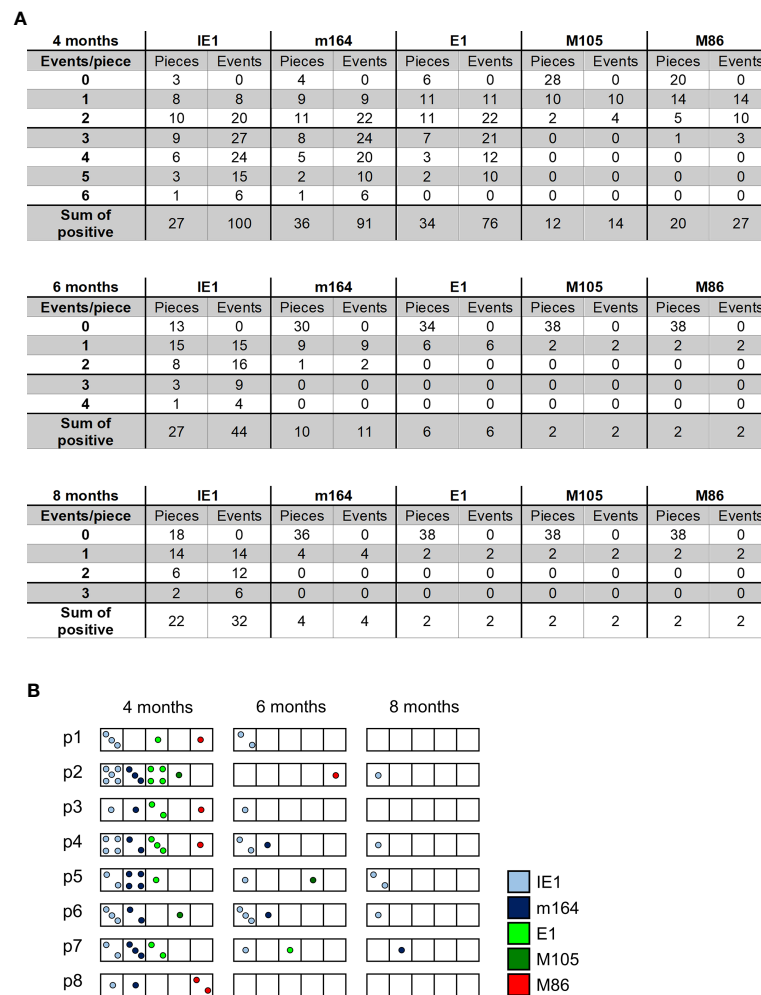 A
4 months IE1 m164 E1 M105 M86
Events/piece Pieces Events Pieces Events Pieces Events Pieces Events Pieces Events
0 3 0 4 0 6 0 28 0 20 0
1 8 8 9 9 11 11 10 10 14 14
2 10 20 11 22 11 22 2 4 5 10
3 9 27 8 24 7 21 0 0 1 3
4 6 24 5 20 3 12 0 0 0 0
5 3 15 2 10 2 10 0 0 0 0
6 1 6 1 6 0 0 0 0 0 0
Sum of
positive 27 100 36 91 34 76 12 14 20 27
6 months IE1 m164 E1 M105 M86
Events/piece Pieces Events Pieces Events Pieces Events Pieces Events Pieces Events
0 13 0 30 0 34 0 38 0 38 0
1 15 15 9 9 6 6 2 2 2 2
2 8 16 1 2 0 0 0 0 0 0
3 3 9 0 0 0 0 0 0 0 0
4 1 4 0 0 0 0 0 0 0 0
Sum of
positive 27 44 10 11 6 6 2 2 2 2
8 months IE1 m164 E1 M105 M86
Events/piece Pieces Events Pieces Events Pieces Events Pieces Events Pieces Events
0 18 0 36 0 38 0 38 0 38 0
1 14 14 4 4 2 2 2 2 2 2
2 6 12 0 0 0 0 0 0 0 0
3 2 6 0 0 0 0 0 0 0 0
Sum of
positive 22 32 4 4 2 2 2 2 2 2
B
4 months 6 months 8 months
p1
p2
p3
p4
p5
p6
p7
p8
IE1
m164
E1
M105
M86